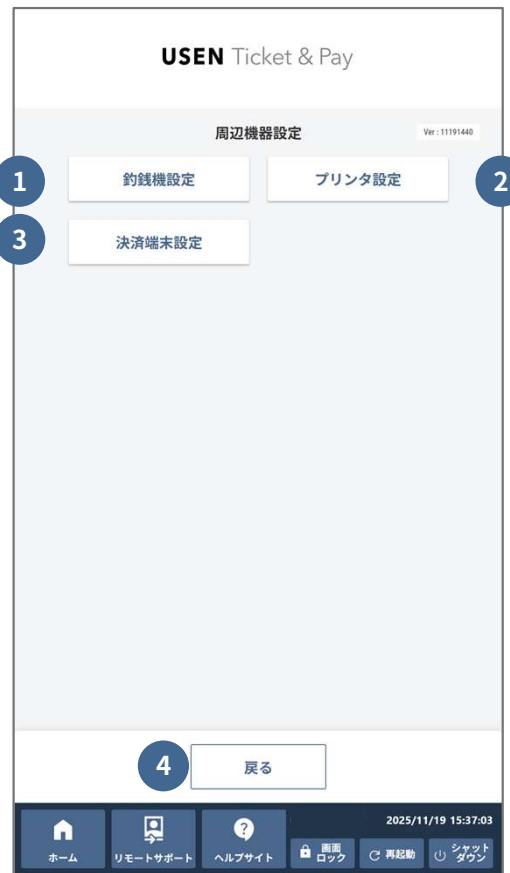 USEN Ticket & Pay
周辺機器設定
Ver : 11191440
1
釣銭機設定
プリンタ設定
2
3
決済端末設定
4
戻る
2025/11/19 15:37:03
ホーム
リモートサポート
?
ヘルプサイト
画面
ロック
再起動
シャット
ダウン